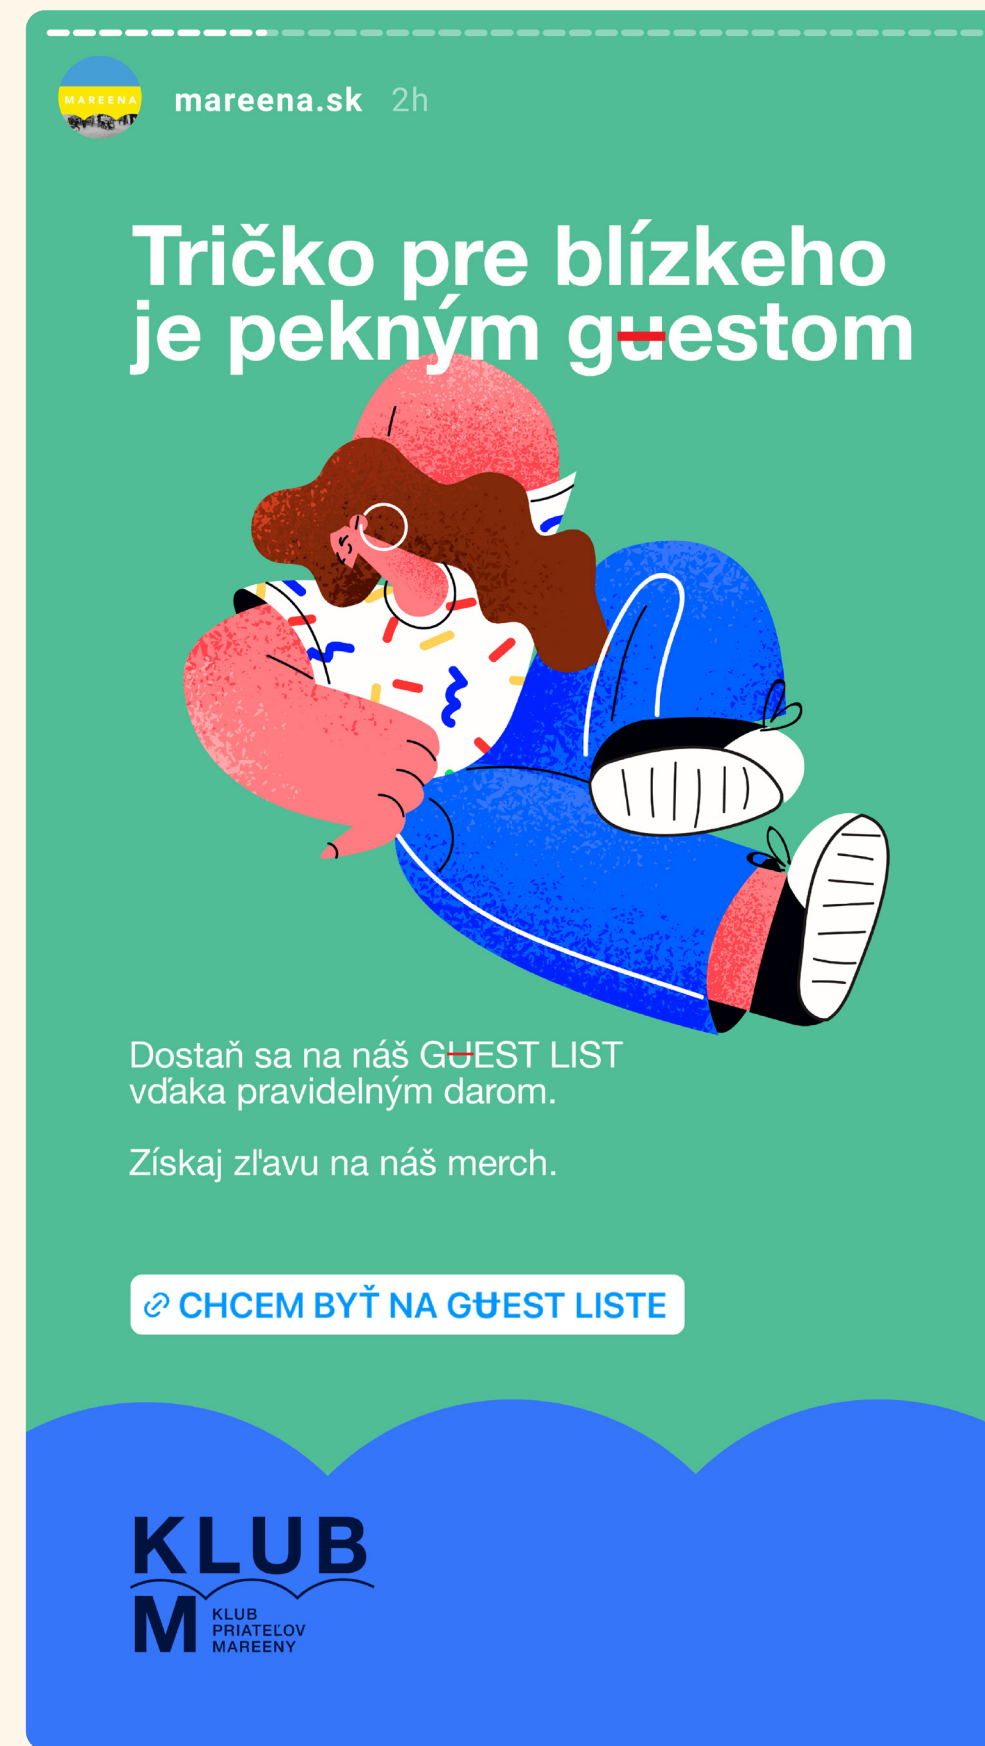 MAREENA
mareena.sk 2h
Tričko pre blízkeho
je pekným guestom
Dostaň sa na náš GUEST LIST
vďaka pravidelným darom.
Získaj zľavu na náš merch.
CHCEM BYŤ NA GUEST LISTE
KLUB
M
KLUB
PRIATEĽOV
MAREENY